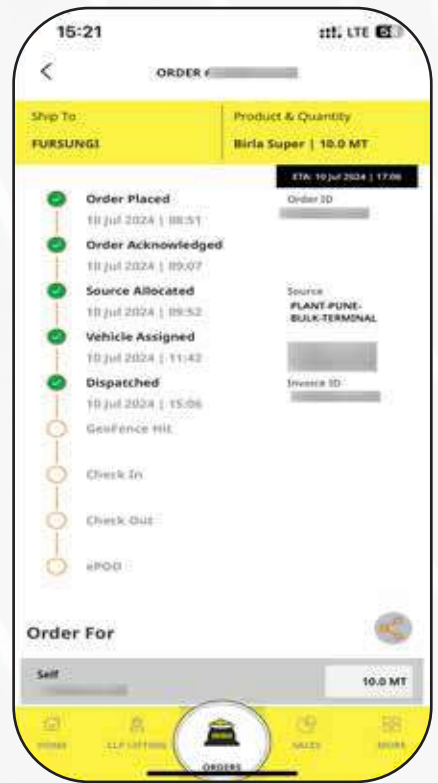 15:21
LTE
ORDER
Ship To
Product & Quantity
FURSUNGI
Birla Super | 10.0 MT
ETA: 10 Jul 2024 | 17:06
Order Placed
Order ID
10 Jul 2024 | 08:51
Order Acknowledged
10 Jul 2024 | 09:07
Source Allocated
Source
10 Jul 2024 | 09:52
PLANT-PUNE-
BULK-TERMINAL
Vehicle Assigned
10 Jul 2024 | 11:42
Dispatched
Invoice ID
10 Jul 2024 | 15:06
GeoFence Hit
Check In
Check Out
ePOD
Order For
Self
10.0 MT
HOME
CLP LIFTING
ORDERS
SALES
MORE